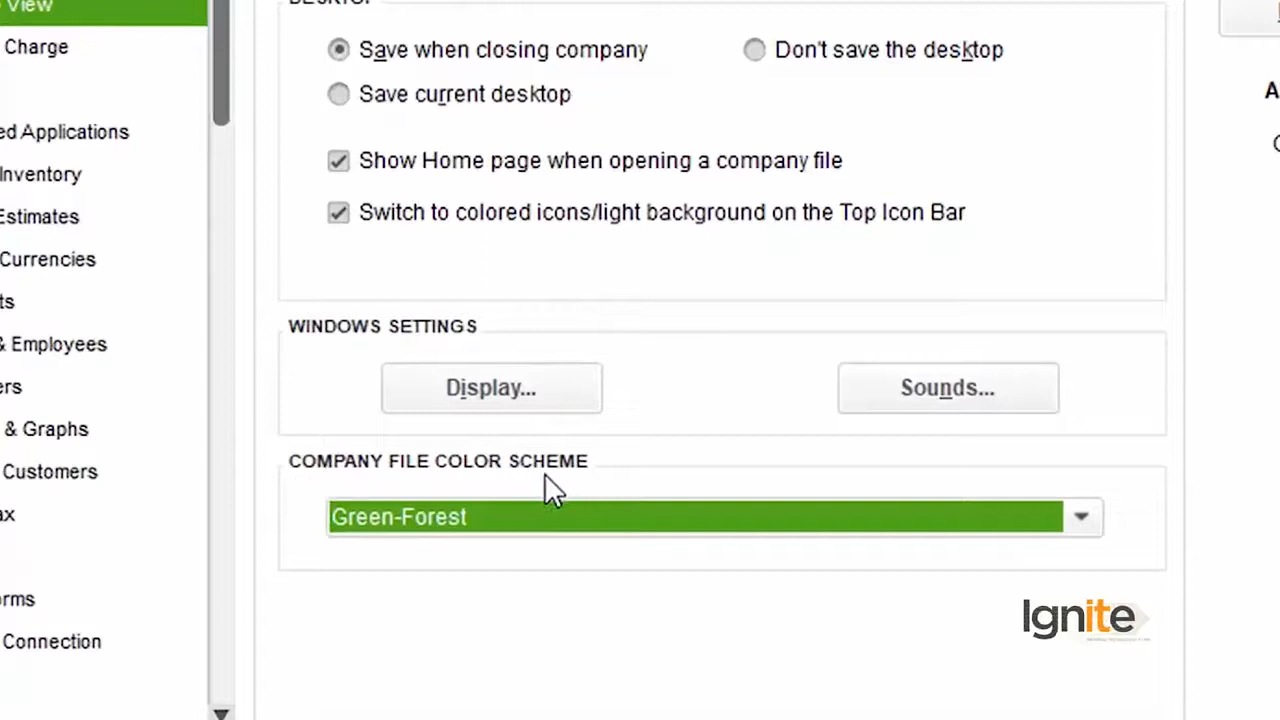 View
DESKTOP
Charge
Save when closing company
Don't save the desktop
Save current desktop
ed Applications
Show Home page when opening a company file
Inventory
Estimates
Switch to colored icons/light background on the Top Icon Bar
Currencies
ts
WINDOWS SETTINGS
& Employees
Display...
Sounds...
ers
& Graphs
COMPANY FILE COLOR SCHEME
Customers
ax
Green-Forest
orms
Ignite
Connection